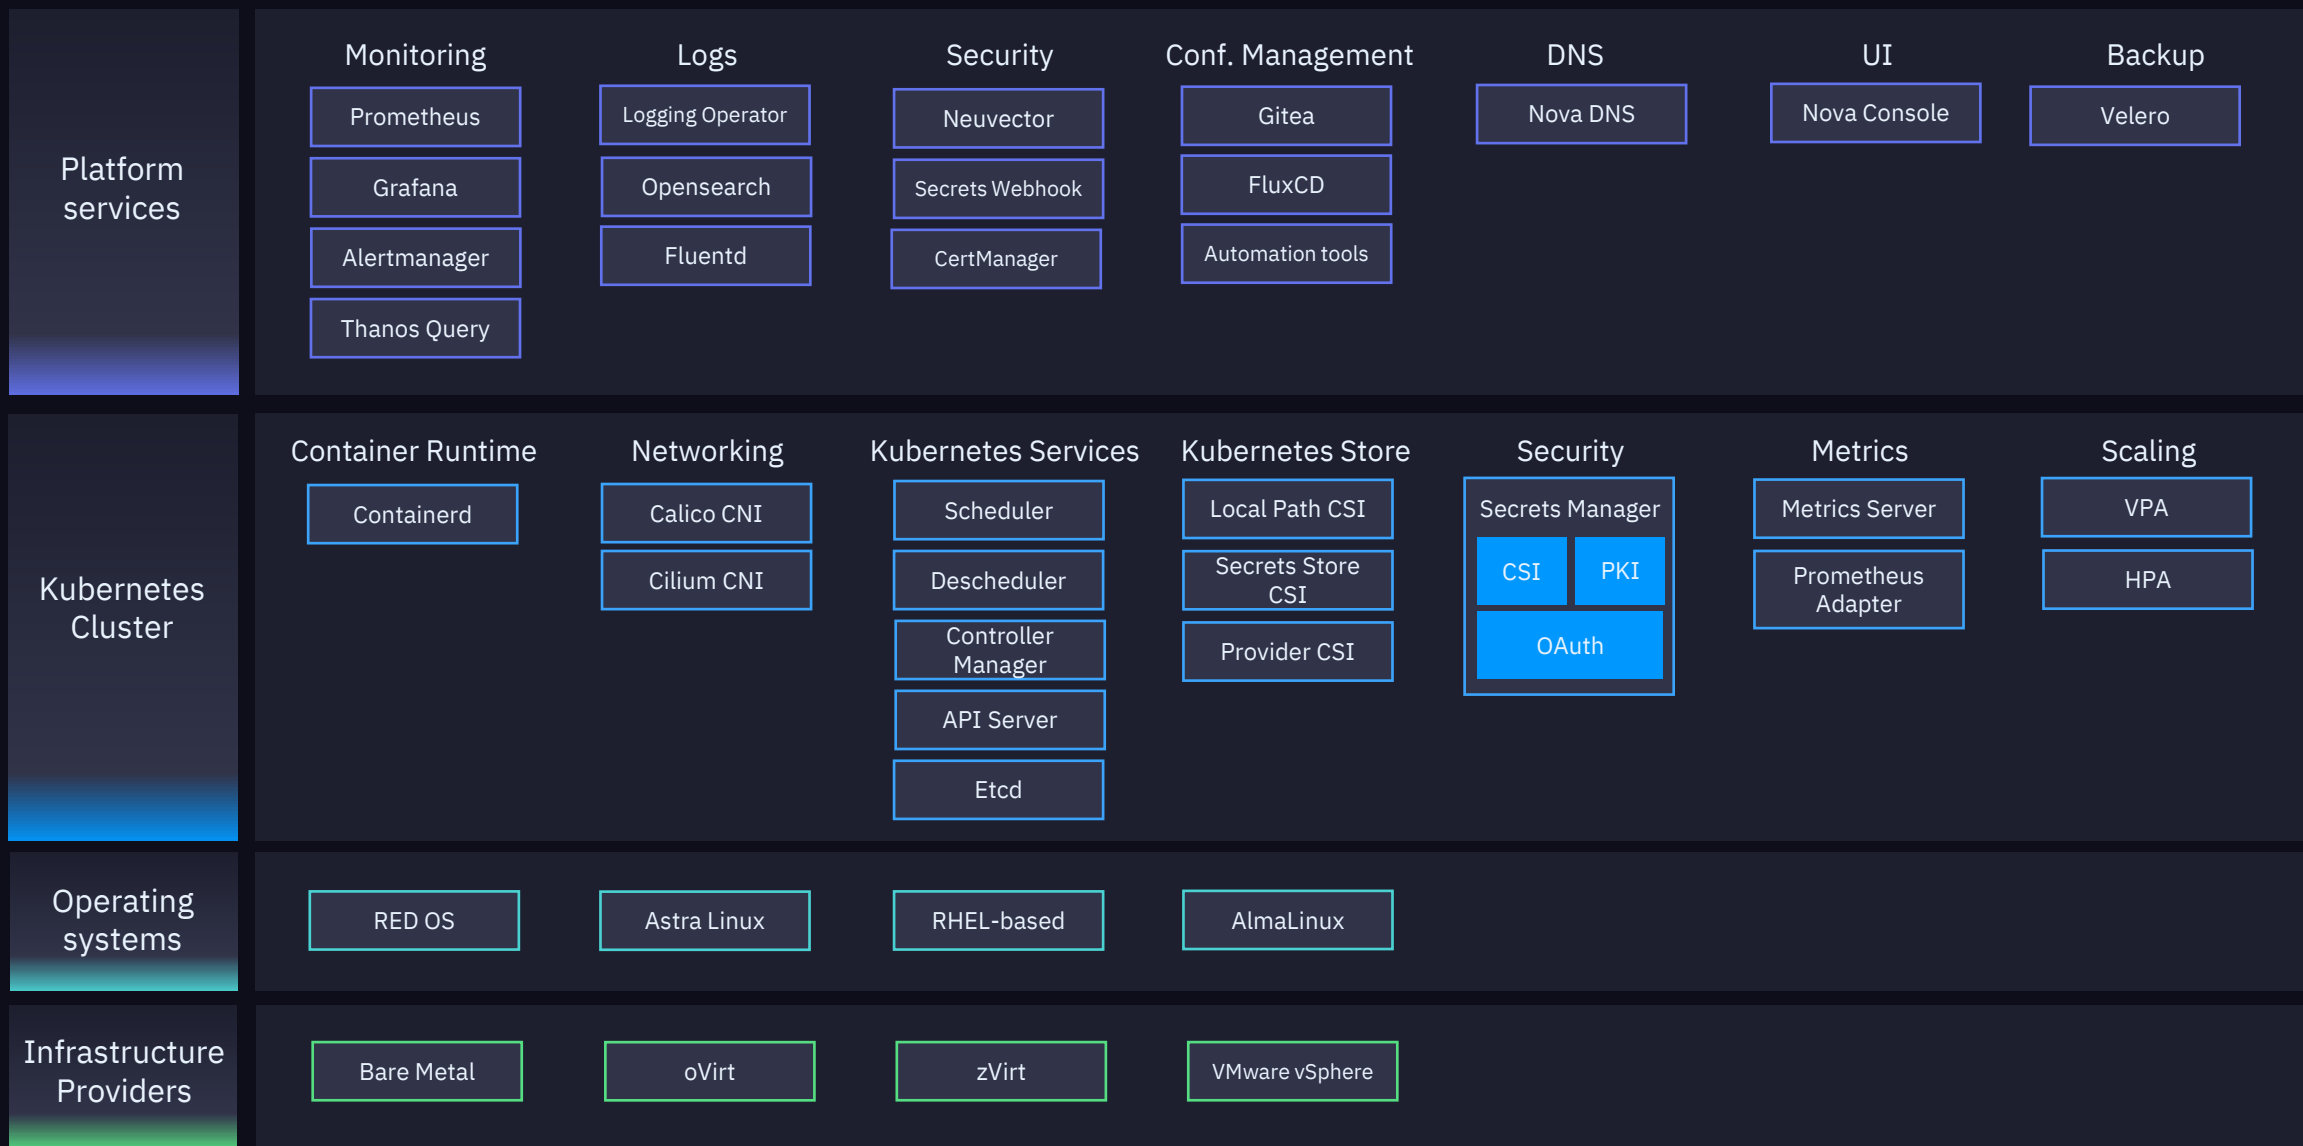 Platform
services
Monitoring
Prometheus
Grafana
Alertmanager
Thanos Query
Logs
Logging Operator
Opensearch
Fluentd
Security
Neuvector
Secrets Webhook
CertManager
Conf. Management
Gitea
FluxCD
Automation tools
DNS
Nova DNS
UI
Nova Console
Backup
Velero
Kubernetes
Cluster
Container Runtime
Containerd
Networking
Calico CNI
Cilium CNI
Kubernetes Services
Scheduler
Descheduler
Controller
Manager
API Server
Etcd
Kubernetes Store
Local Path CSI
Secrets Store
CSI
Provider CSI
Security
Secrets Manager
CSI
PKI
OAuth
Metrics
Metrics Server
Prometheus
Adapter
Scaling
VPA
HPA
Operating
systems
RED OS
Astra Linux
RHEL-based
AlmaLinux
Infrastructure
Providers
Bare Metal
oVirt
zVirt
VMware vSphere